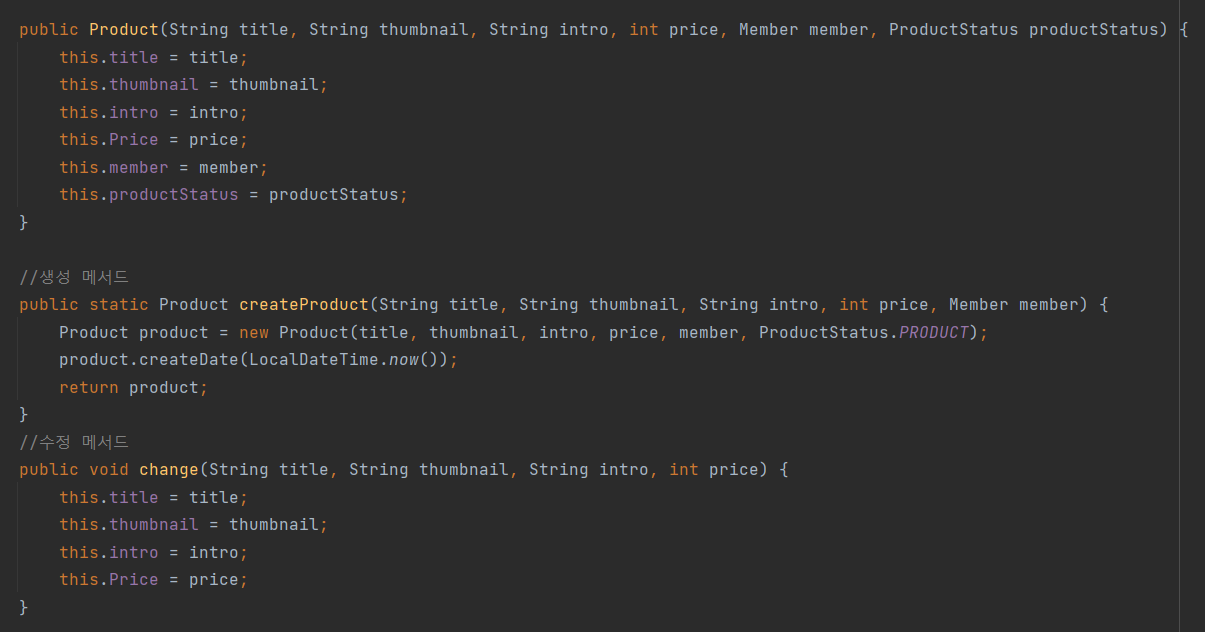 public Product(String title, String thumbnail, String intro, int price, Member member, ProductStatus productStatus) {
    this.title = title;
    this.thumbnail = thumbnail;
    this.intro = intro;
    this.Price = price;
    this.member = member;
    this.productStatus = productStatus;
}

//생성 메서드
public static Product createProduct(String title, String thumbnail, String intro, int price, Member member) {
    Product product = new Product(title, thumbnail, intro, price, member, ProductStatus.PRODUCT);
    product.createDate(LocalDateTime.now());
    return product;
}
//수정 메서드
public void change(String title, String thumbnail, String intro, int price) {
    this.title = title;
    this.thumbnail = thumbnail;
    this.intro = intro;
    this.Price = price;
}